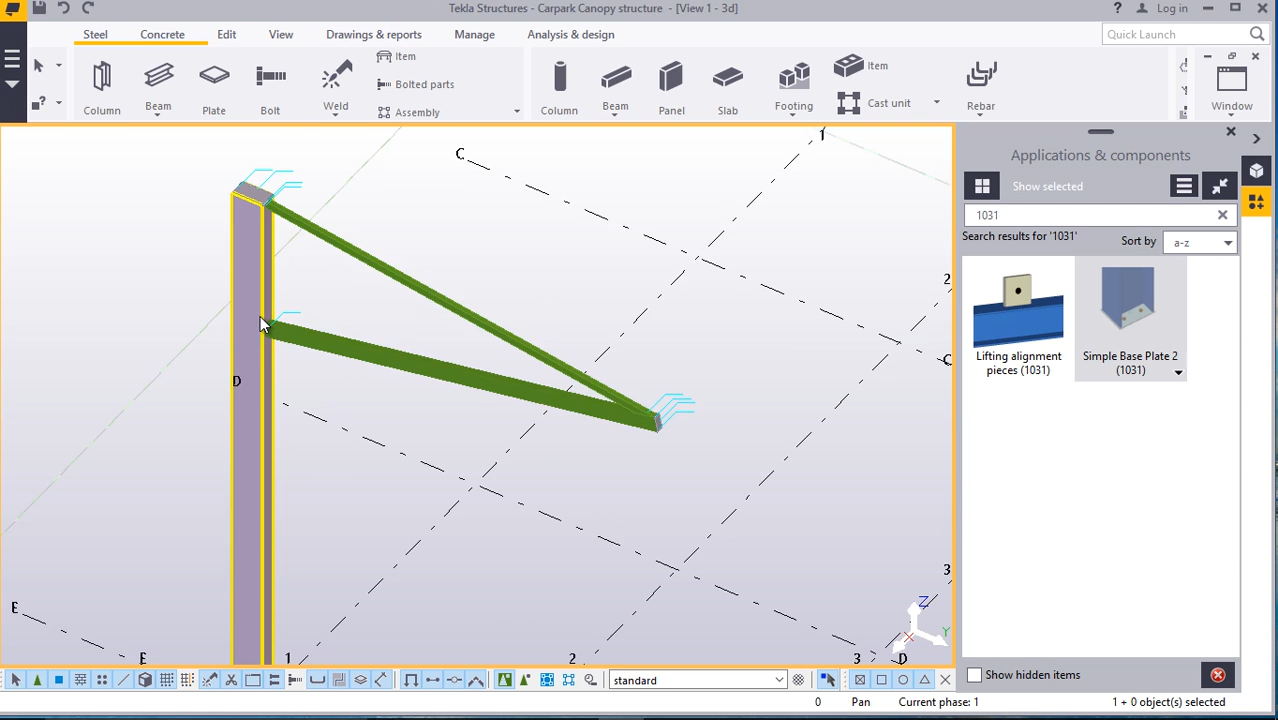 Tekla Structures - Carpark Canopy structure - [View 1 - 3d]
? Log in
Steel Concrete Edit View Drawings & reports Manage Analysis & design
Quick Launch
Column Beam Plate Bolt Weld
Item
Bolted parts
Assembly
Column Beam Panel Slab Footing
Item
Cast unit
Rebar
Window
C
1
2
C
D
3
E
E
1
2
3
D
Z
Y
Applications & components
Show selected
1031
Search results for '1031'
Sort by
a-z
Lifting alignment
pieces (1031)
Simple Base Plate 2
(1031)
Show hidden items
standard
0
Pan
Current phase: 1
1 + 0 object(s) selected